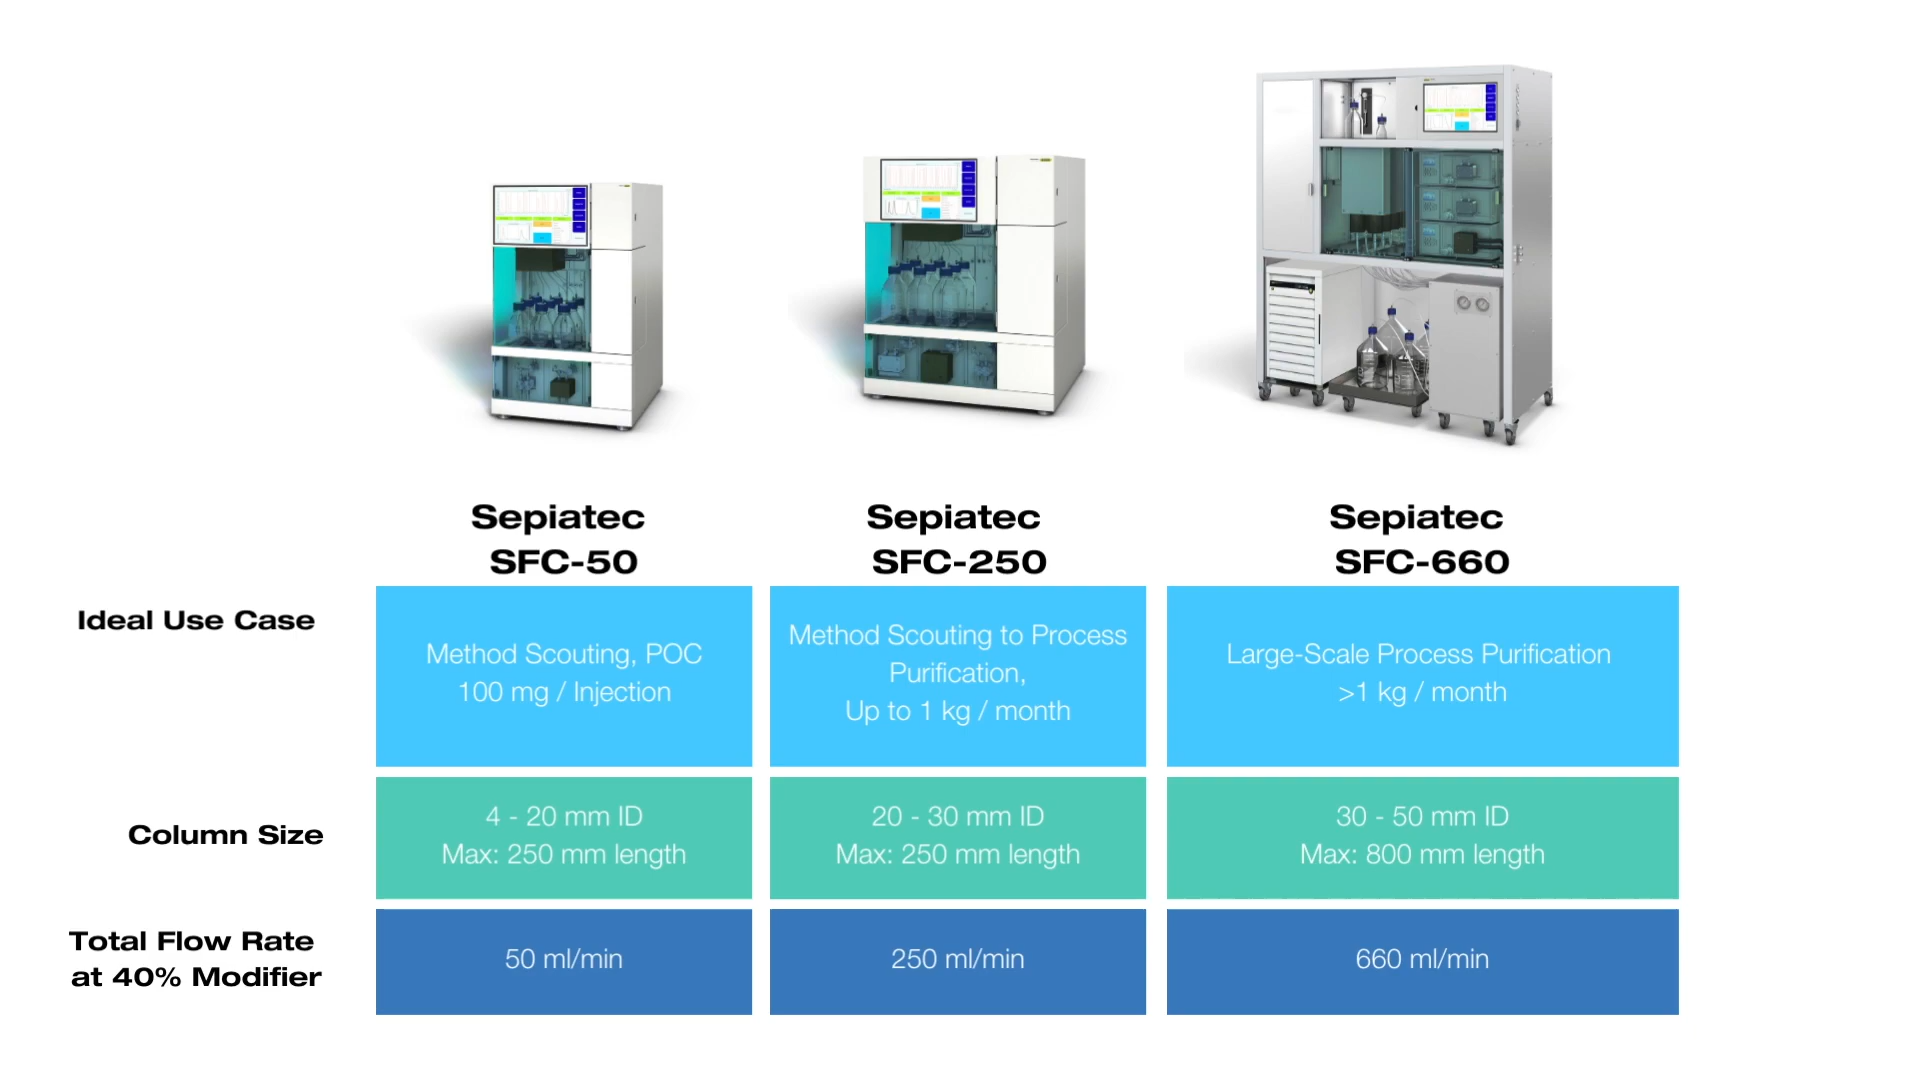 Sepiatec
SFC-50
Sepiatec
SFC-250
Sepiatec
SFC-660
Ideal Use Case
Method Scouting, POC
100 mg / Injection
Method Scouting to Process
Purification,
Up to 1 kg / month
Large-Scale Process Purification
>1 kg / month
Column Size
4 - 20 mm ID
Max: 250 mm length
20 - 30 mm ID
Max: 250 mm length
30 - 50 mm ID
Max: 800 mm length
Total Flow Rate
at 40% Modifier
50 ml/min
250 ml/min
660 ml/min